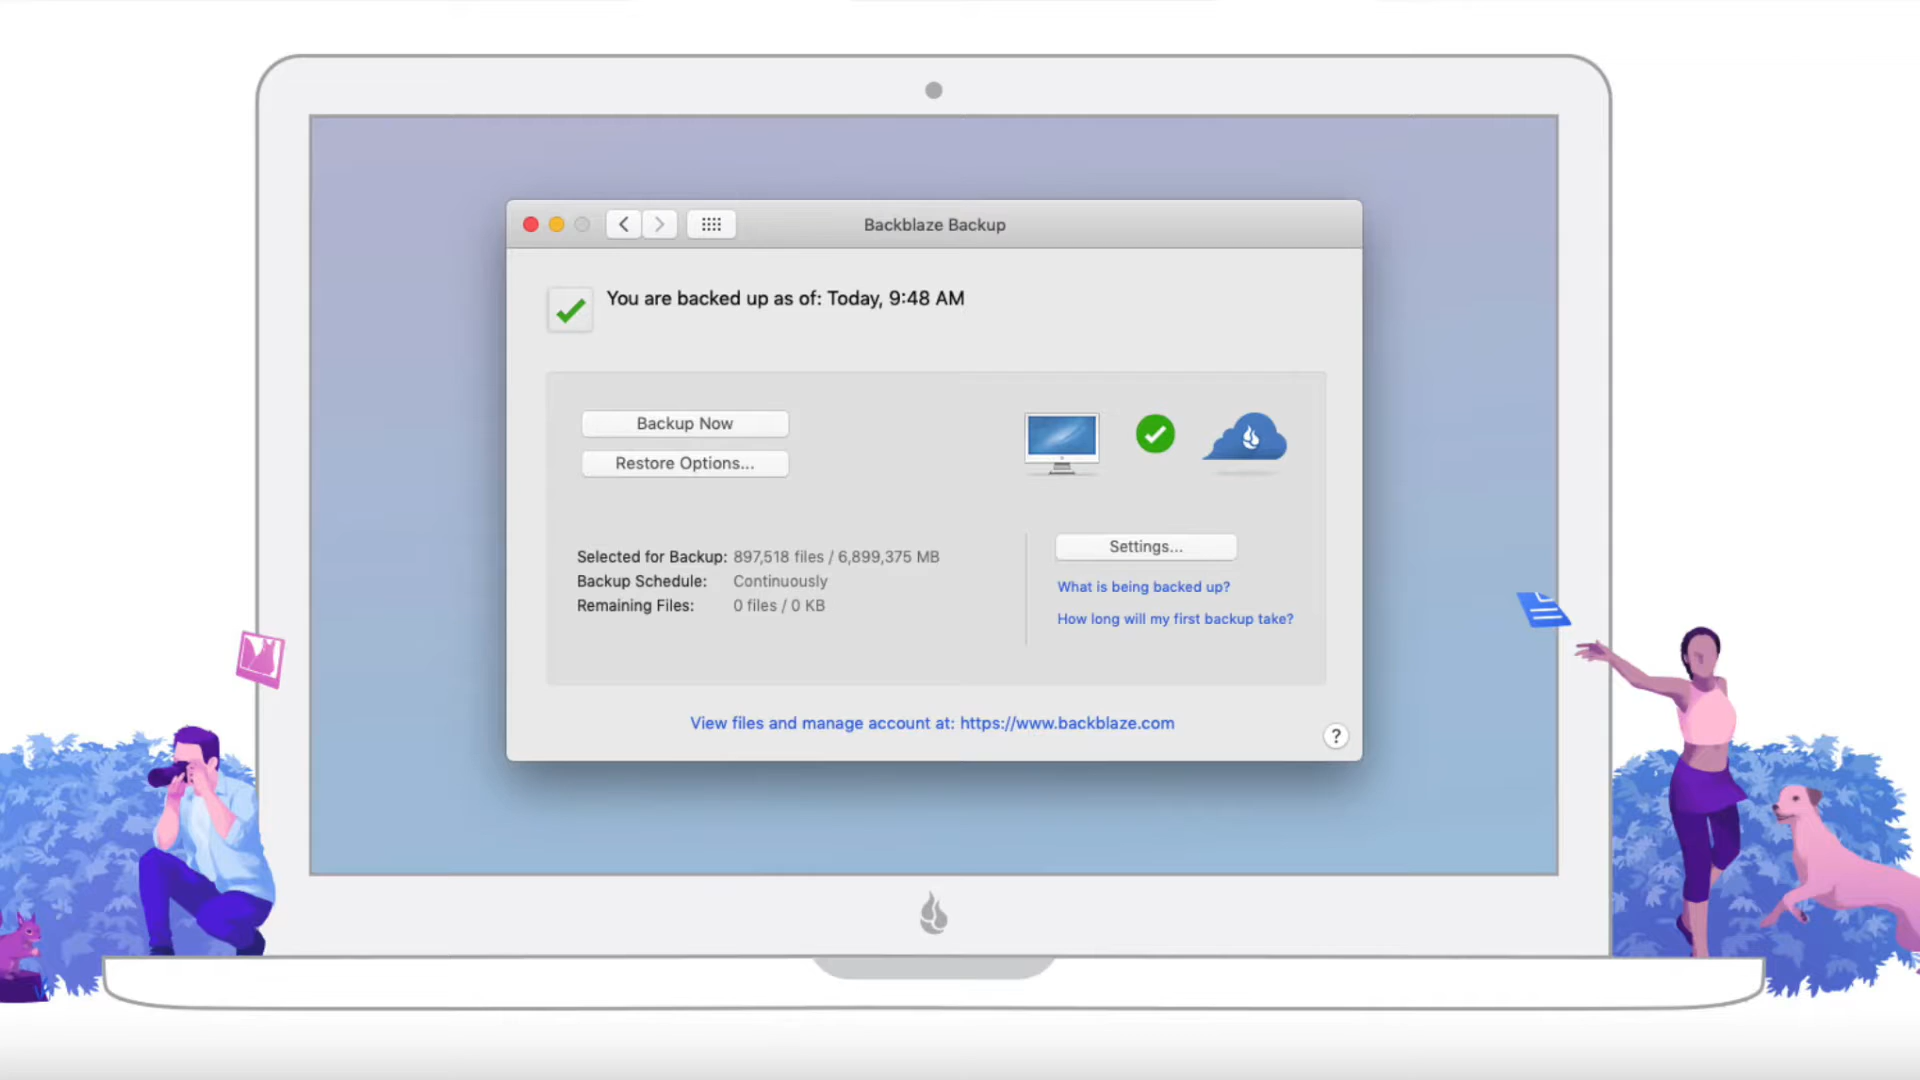 Backblaze Backup
You are backed up as of: Today, 9:48 AM
Backup Now
Restore Options...
Selected for Backup: 897,518 files / 6,899,375 MB
Backup Schedule: Continuously
Remaining Files: 0 files / 0 KB
Settings...
What is being backed up?
How long will my first backup take?
View files and manage account at: https://www.backblaze.com
?